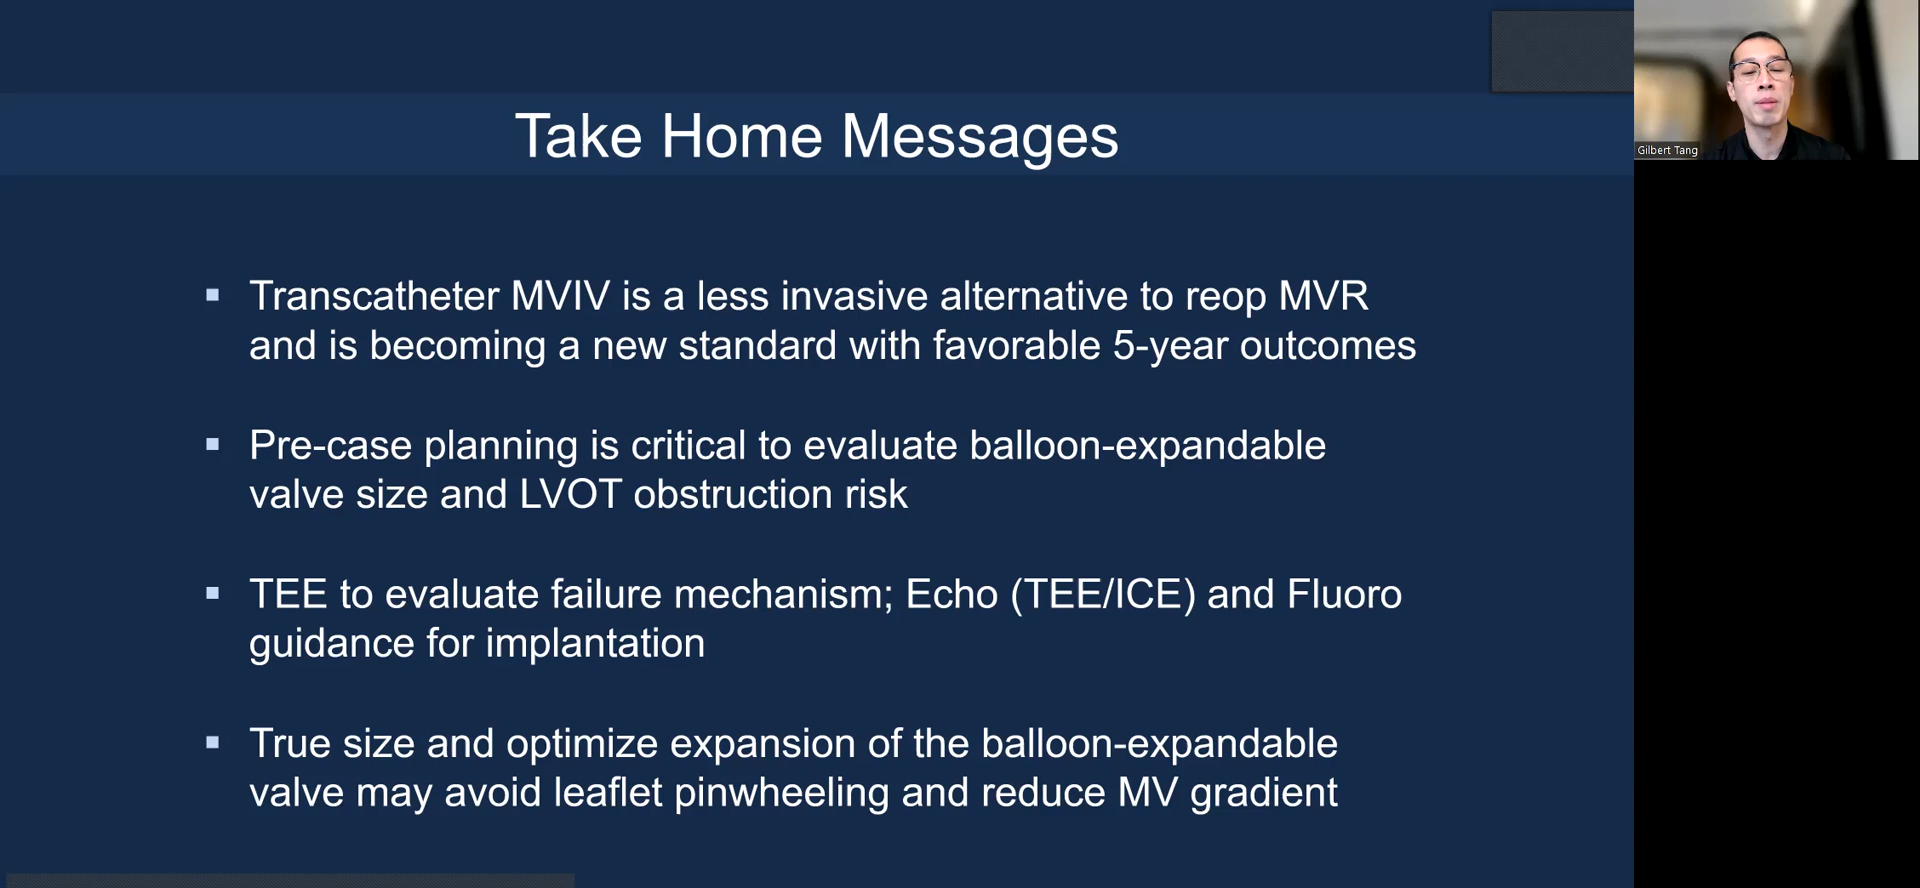 Take Home Messages
▪ Transcatheter MVIV is a less invasive alternative to reop MVR
and is becoming a new standard with favorable 5-year outcomes
▪ Pre-case planning is critical to evaluate balloon-expandable
valve size and LVOT obstruction risk
▪ TEE to evaluate failure mechanism; Echo (TEE/ICE) and Fluoro
guidance for implantation
▪ True size and optimize expansion of the balloon-expandable
valve may avoid leaflet pinwheeling and reduce MV gradient
Gilbert Tang